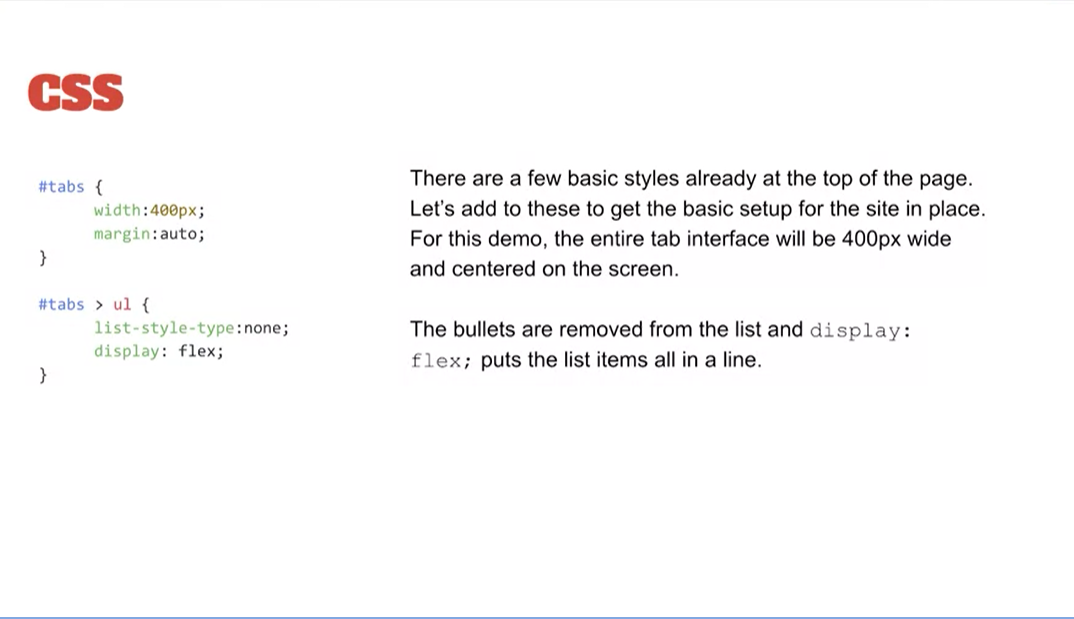 CSS
#tabs {
width:400px;
margin:auto;
}
#tabs > ul {
list-style-type:none;
display: flex;
}
There are a few basic styles already at the top of the page.
Let’s add to these to get the basic setup for the site in place.
For this demo, the entire tab interface will be 400px wide
and centered on the screen.
The bullets are removed from the list and display:
flex; puts the list items all in a line.